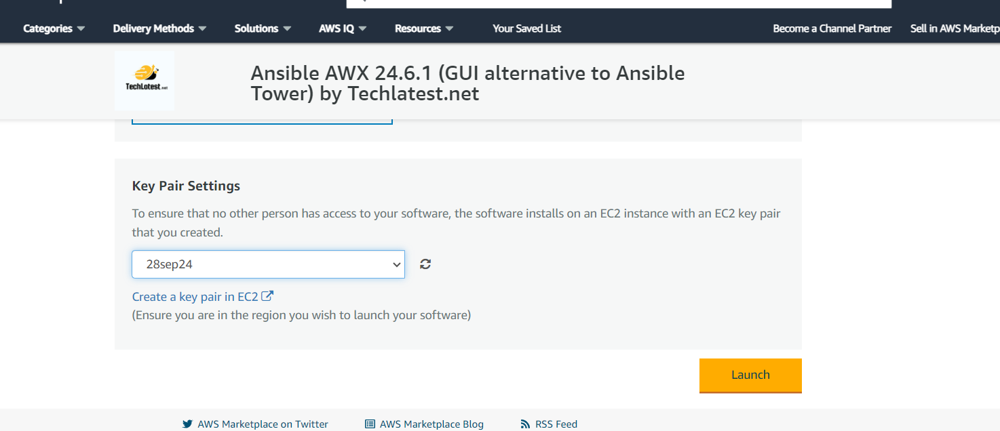 Categories
Delivery Methods
Solutions
AWS IQ
Resources
Your Saved List
Become a Channel Partner
Sell in AWS Marketp
TechLatest.net
Ansible AWX 24.6.1 (GUI alternative to Ansible
Tower) by Techlatest.net
Key Pair Settings
To ensure that no other person has access to your software, the software installs on an EC2 instance with an EC2 key pair
that you created.
28sep24
Create a key pair in EC2
(Ensure you are in the region you wish to launch your software)
Launch
AWS Marketplace on Twitter
AWS Marketplace Blog
RSS Feed